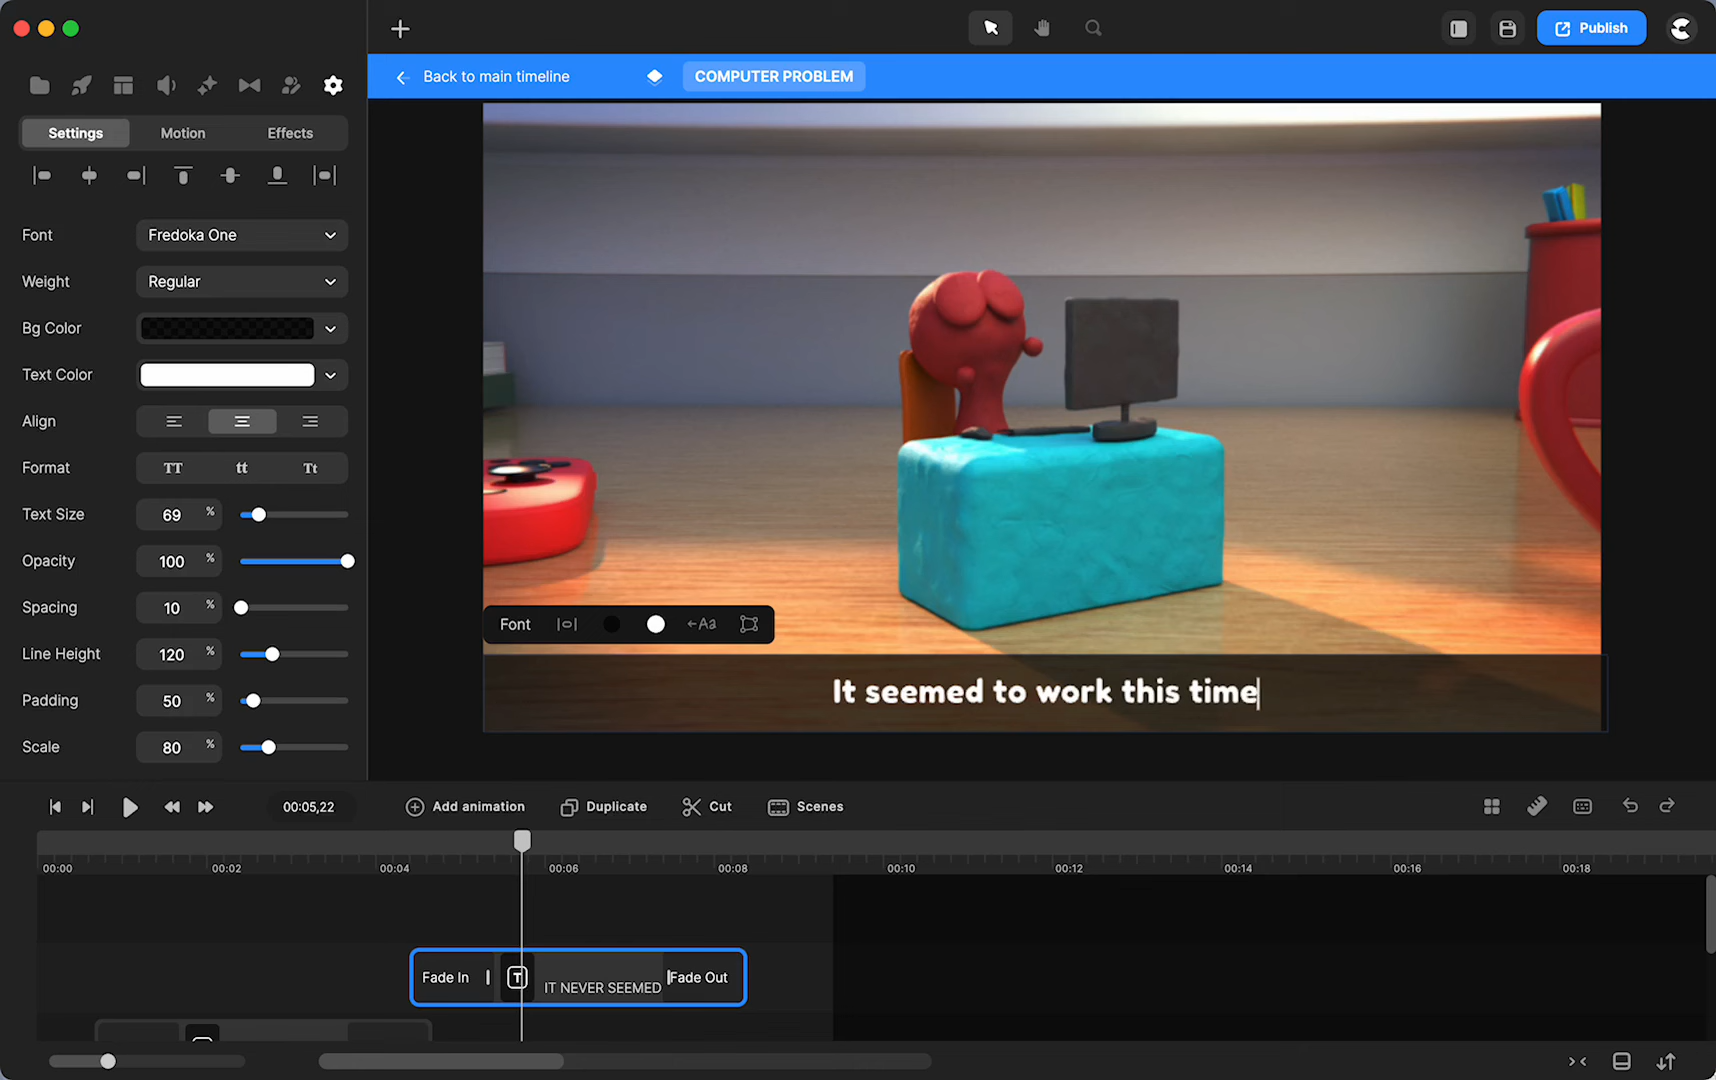 Publish
Back to main timeline
COMPUTER PROBLEM
Settings Motion Effects
Font Fredoka One
Weight Regular
Bg Color
Text Color
Align
Format TT tt Tt
Text Size 69 %
Opacity 100 %
Spacing 10 %
Line Height 120 %
Padding 50 %
Scale 80 %
Font Aa
It seemed to work this time
00:05,22 Add animation Duplicate Cut Scenes
00:00 00:02 00:04 00:06 00:08 00:10 00:12 00:14 00:16 00:18
Fade In T IT NEVER SEEMED Fade Out